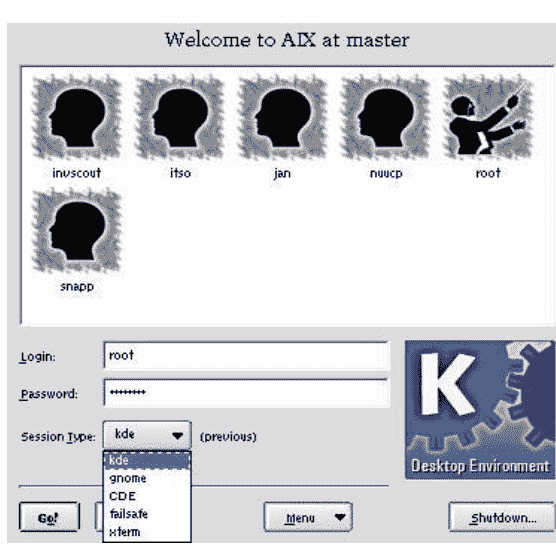 Welcome to AIX at master
invscout itso jan nuucp root
snapp
Login: root
Password: ********
Session Type: kde (previous)
kde
gnome
CDE
failsafe
xterm
K
Desktop Environment
Go! Menu Shutdown...